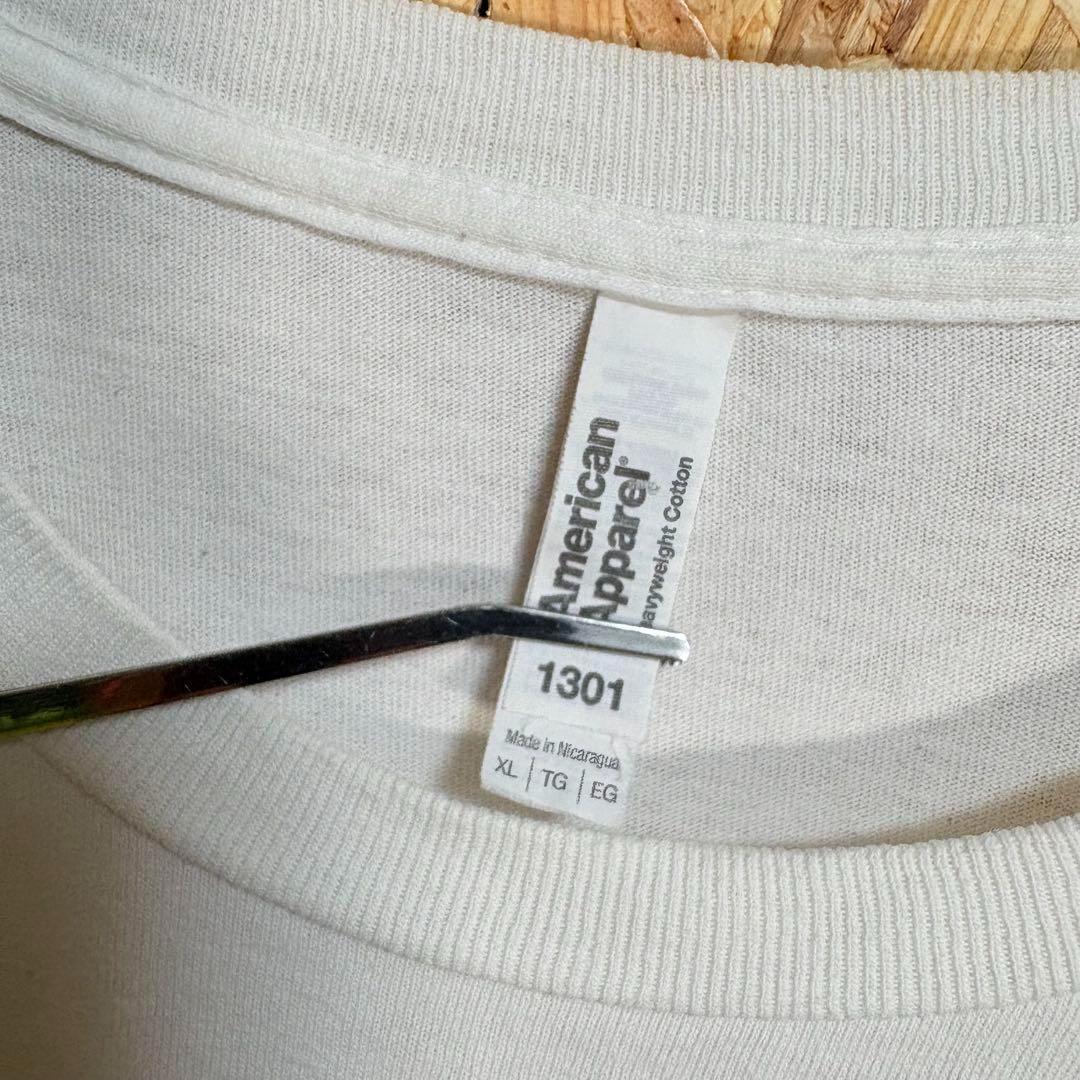 American
Apparel®
Heavyweight Cotton
1301
Made in Nicaragua
XL | TG | EG